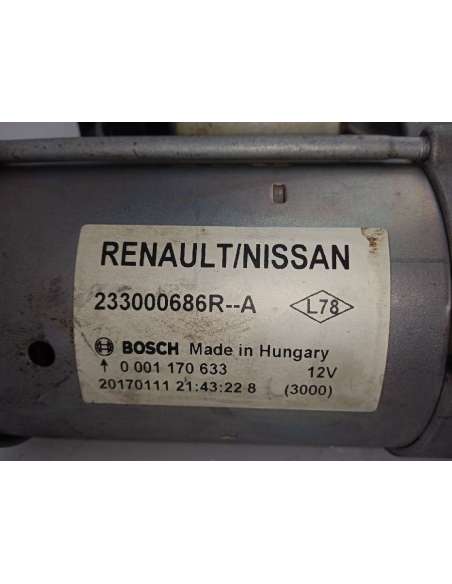 RENAULT/NISSAN
233000686R--A L78
BOSCH Made in Hungary
0 001 170 633 12V
20170111 21:43:22 8 (3000)